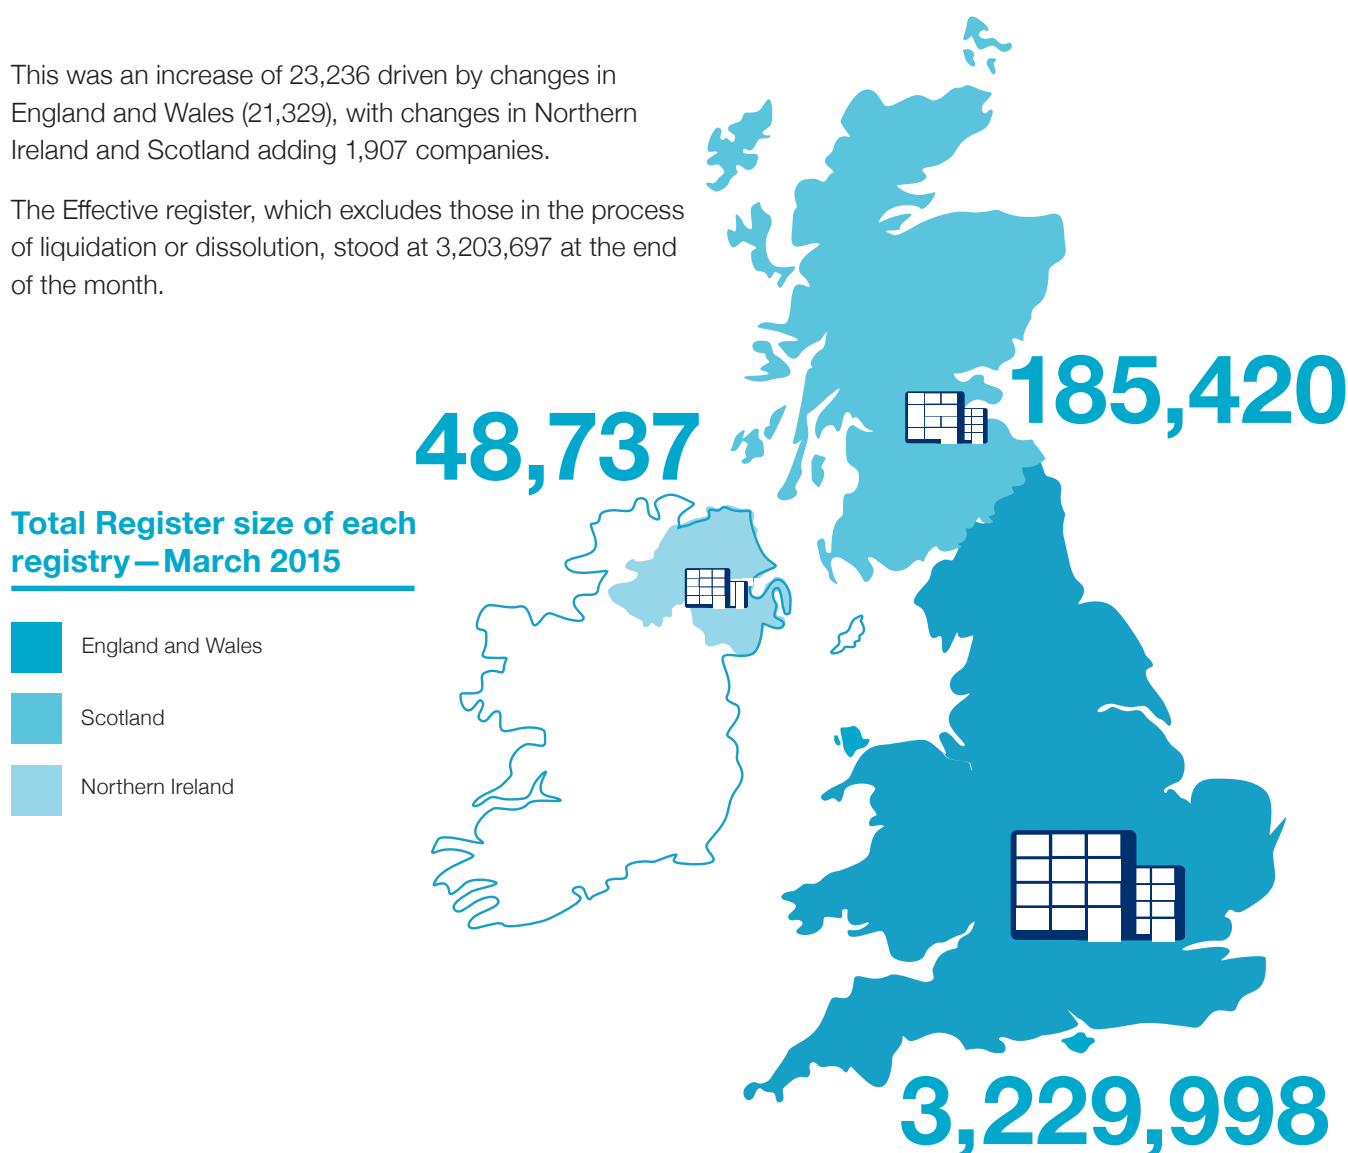 This was an increase of 23,236 driven by changes in
England and Wales (21,329), with changes in Northern
Ireland and Scotland adding 1,907 companies.
The Effective register, which excludes those in the process
of liquidation or dissolution, stood at 3,203,697 at the end
of the month.
185,420
48,737
Total Register size of each
registry—March 2015
England and Wales
Scotland
Northern Ireland
3,229,998